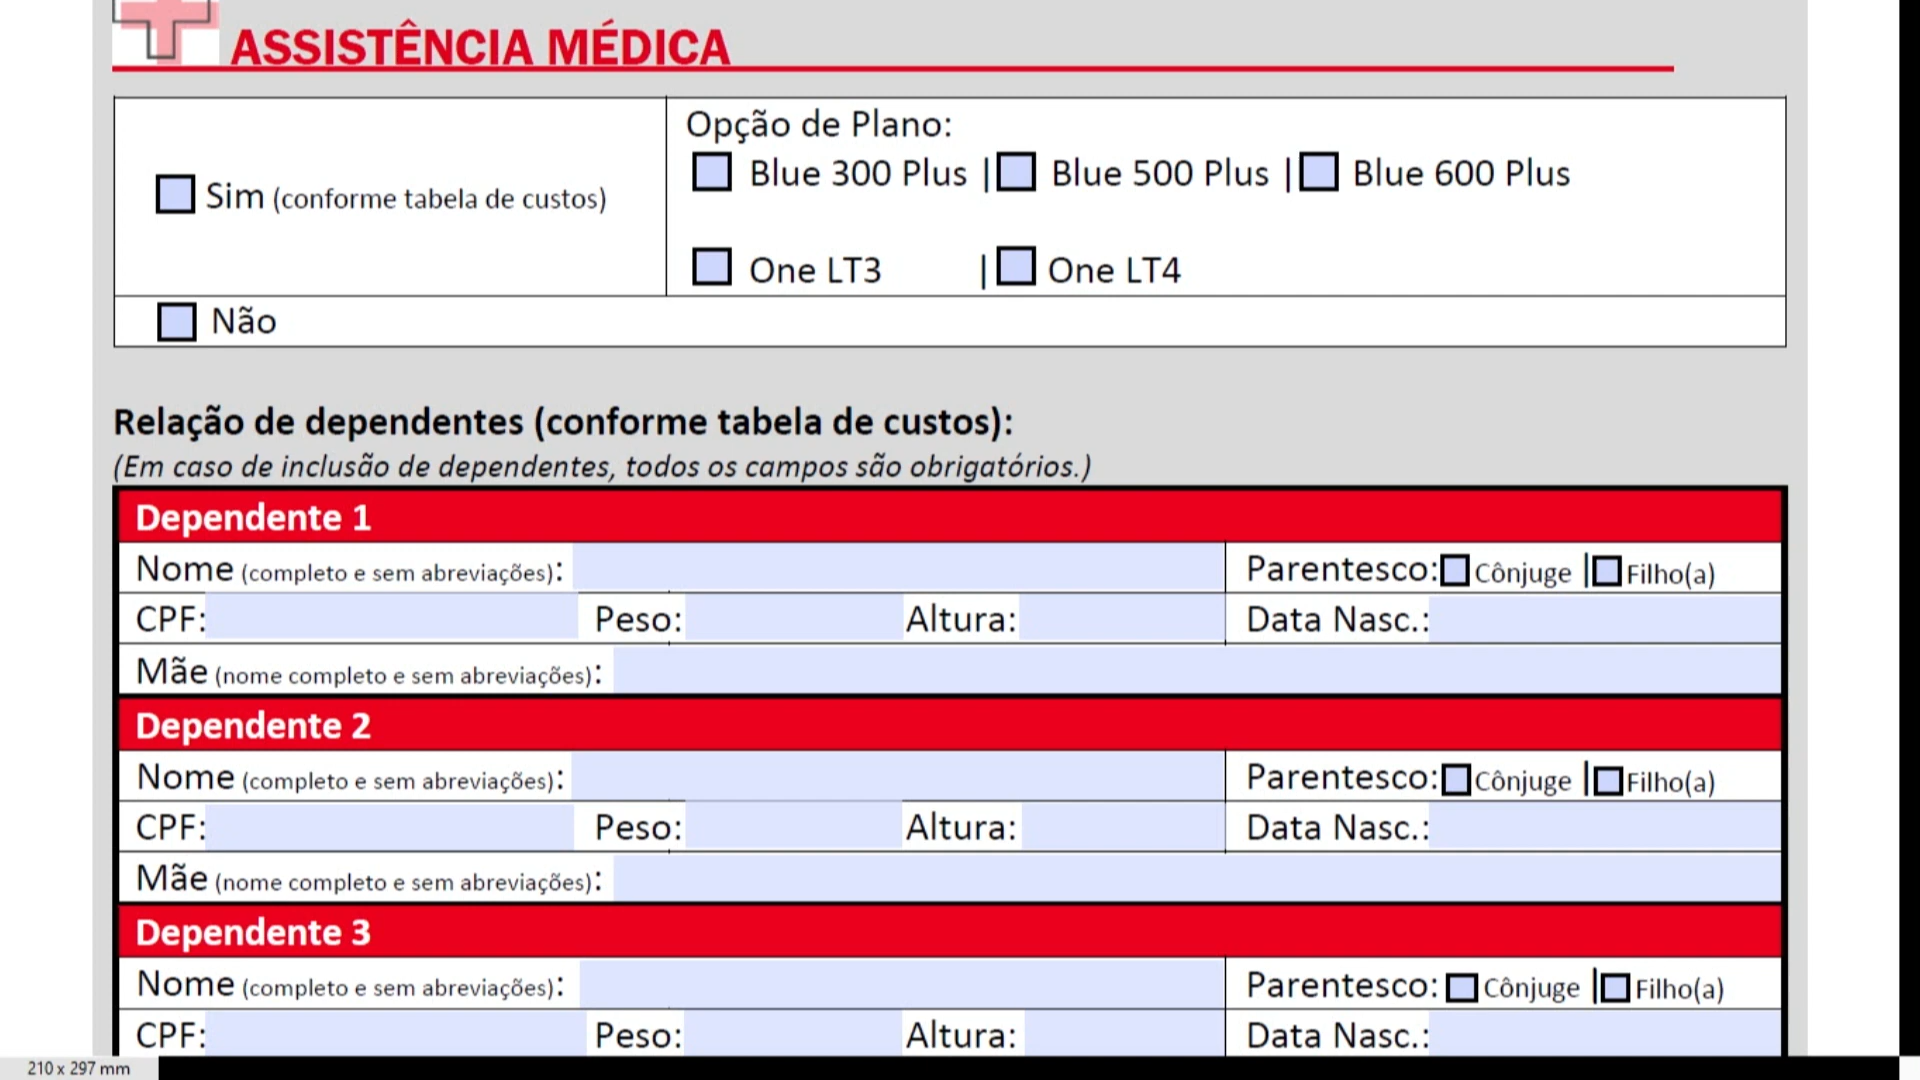 ASSISTÊNCIA MÉDICA
Opção de Plano:
Sim (conforme tabela de custos)
Blue 300 Plus | Blue 500 Plus | Blue 600 Plus
One LT3 | One LT4
Não
Relação de dependentes (conforme tabela de custos):
(Em caso de inclusão de dependentes, todos os campos são obrigatórios.)
Dependente 1
Nome (completo e sem abreviações): Parentesco: Cônjuge | Filho(a)
CPF: Peso: Altura: Data Nasc.:
Mãe (nome completo e sem abreviações):
Dependente 2
Nome (completo e sem abreviações): Parentesco: Cônjuge | Filho(a)
CPF: Peso: Altura: Data Nasc.:
Mãe (nome completo e sem abreviações):
Dependente 3
Nome (completo e sem abreviações): Parentesco: Cônjuge | Filho(a)
CPF: Peso: Altura: Data Nasc.:
210 x 297 mm